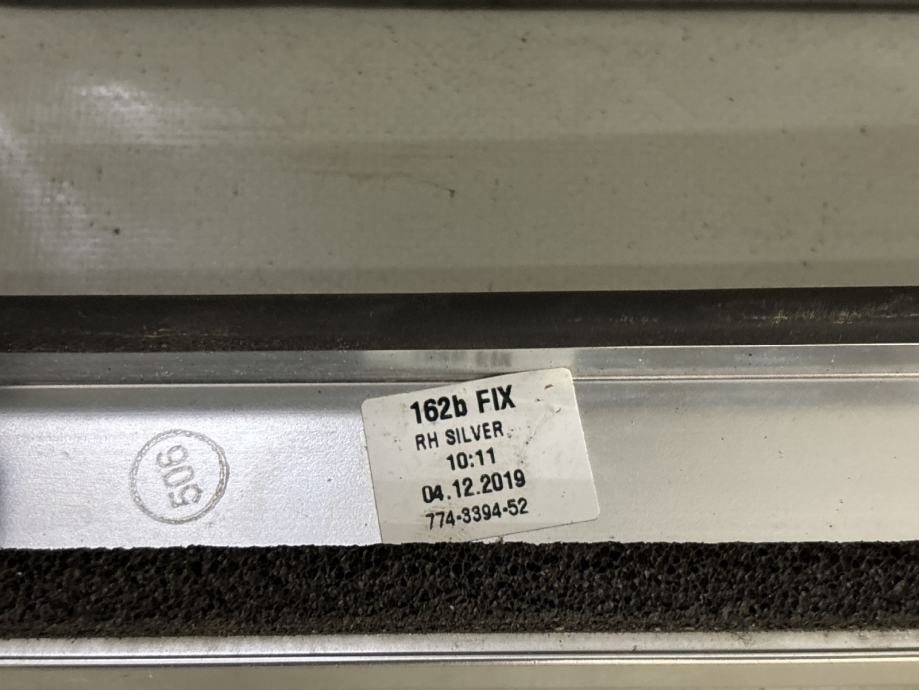 162b FIX
RH SILVER
10:11
04.12.2019
774-3394-52
506